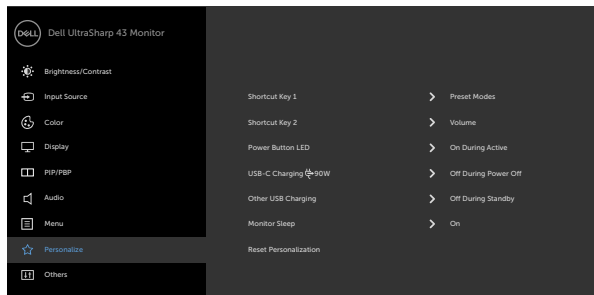 DELL
Dell UltraSharp 43 Monitor
Brightness/Contrast
Input Source
Shortcut Key 1 Preset Modes
Color
Shortcut Key 2 Volume
Display
Power Button LED On During Active
PIP/PBP
USB-C Charging 90W Off During Power Off
Audio
Other USB Charging Off During Standby
Menu
Monitor Sleep On
Personalize
Reset Personalization
Others